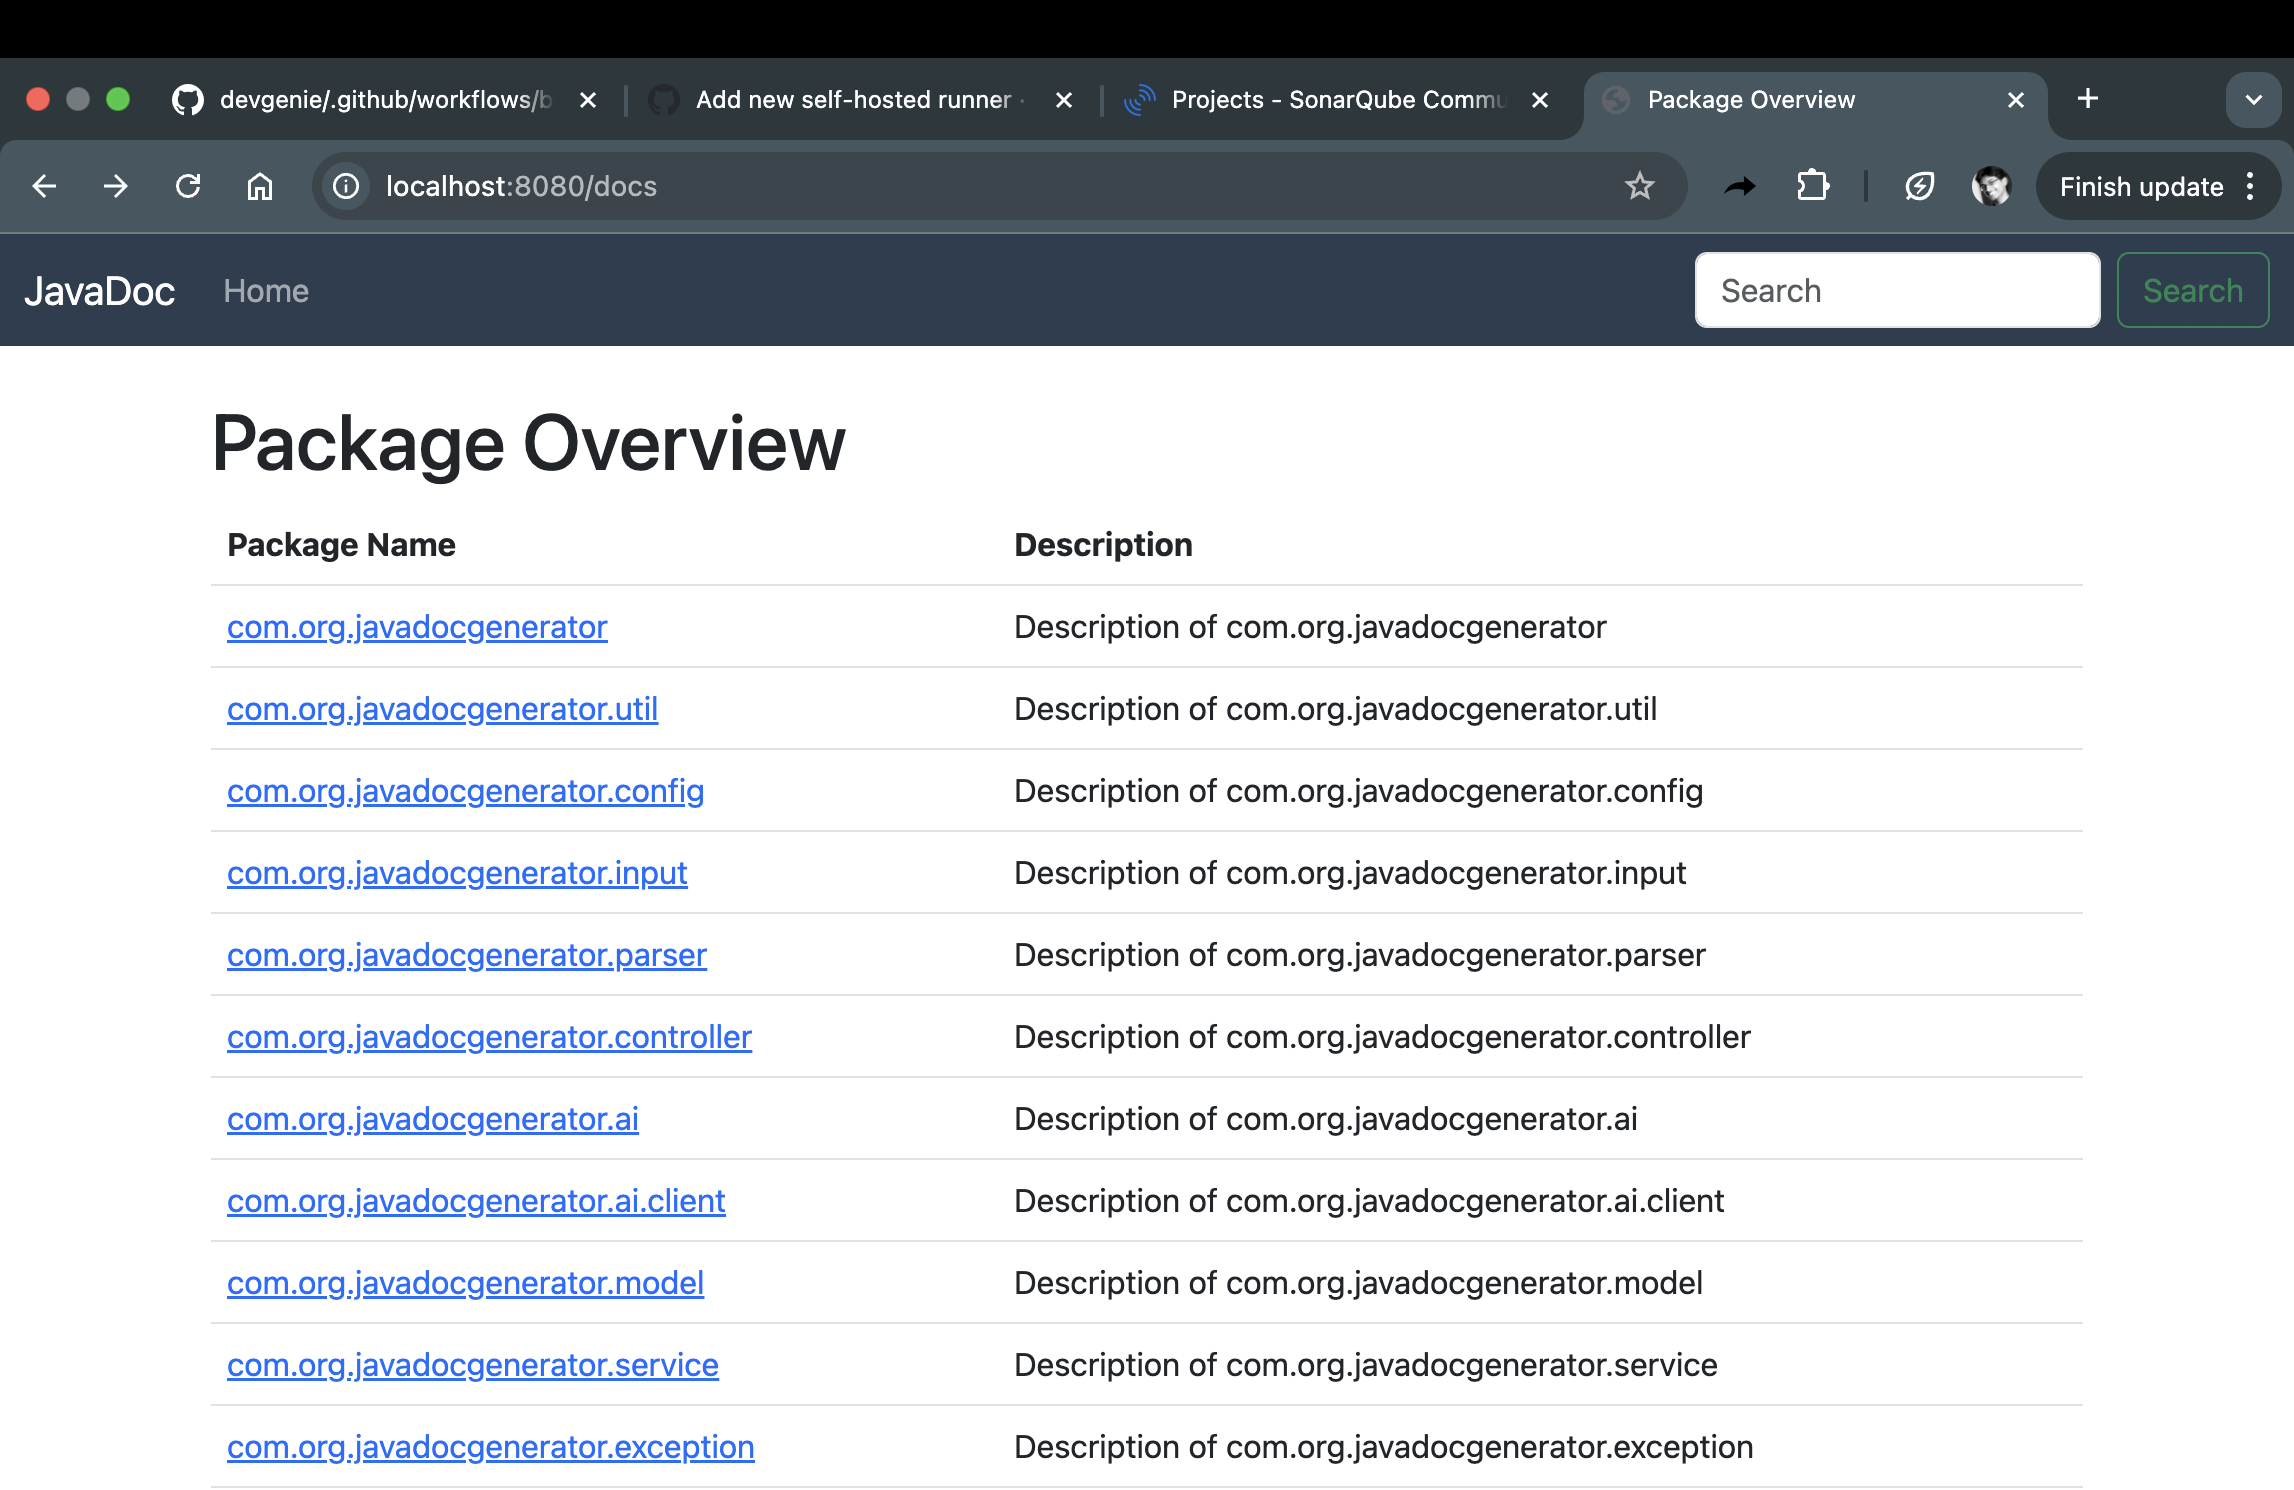 devgenie/.github/workflows/b
Add new self-hosted runner ·
Projects - SonarQube Commu
Package Overview
localhost:8080/docs
Finish update
JavaDoc
Home
Search
Search
Package Overview
Package Name Description
com.org.javadocgenerator Description of com.org.javadocgenerator
com.org.javadocgenerator.util Description of com.org.javadocgenerator.util
com.org.javadocgenerator.config Description of com.org.javadocgenerator.config
com.org.javadocgenerator.input Description of com.org.javadocgenerator.input
com.org.javadocgenerator.parser Description of com.org.javadocgenerator.parser
com.org.javadocgenerator.controller Description of com.org.javadocgenerator.controller
com.org.javadocgenerator.ai Description of com.org.javadocgenerator.ai
com.org.javadocgenerator.ai.client Description of com.org.javadocgenerator.ai.client
com.org.javadocgenerator.model Description of com.org.javadocgenerator.model
com.org.javadocgenerator.service Description of com.org.javadocgenerator.service
com.org.javadocgenerator.exception Description of com.org.javadocgenerator.exception